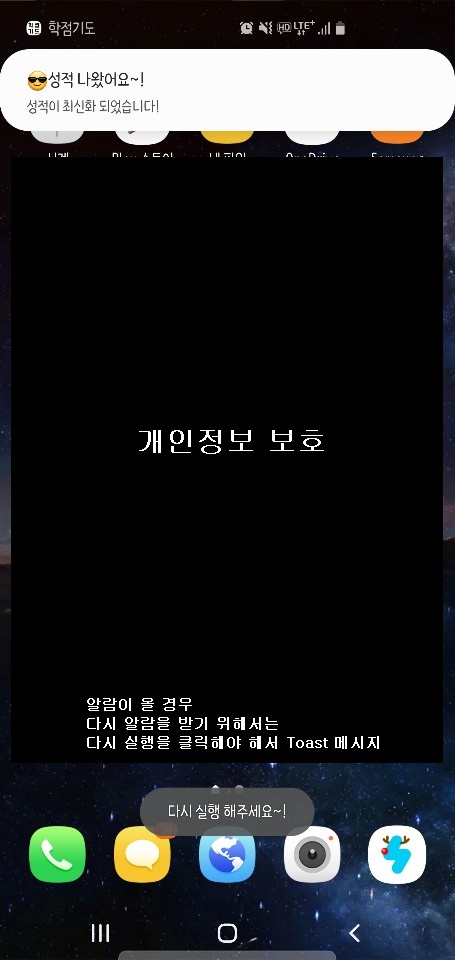 학점기도
HD LTE+
😎성적 나왔어요~!
성적이 최신화 되었습니다!
개인정보 보호
알람이 올 경우
다시 알람을 받기 위해서는
다시 실행을 클릭해야 해서 Toast 메시지
다시 실행 해주세요~!